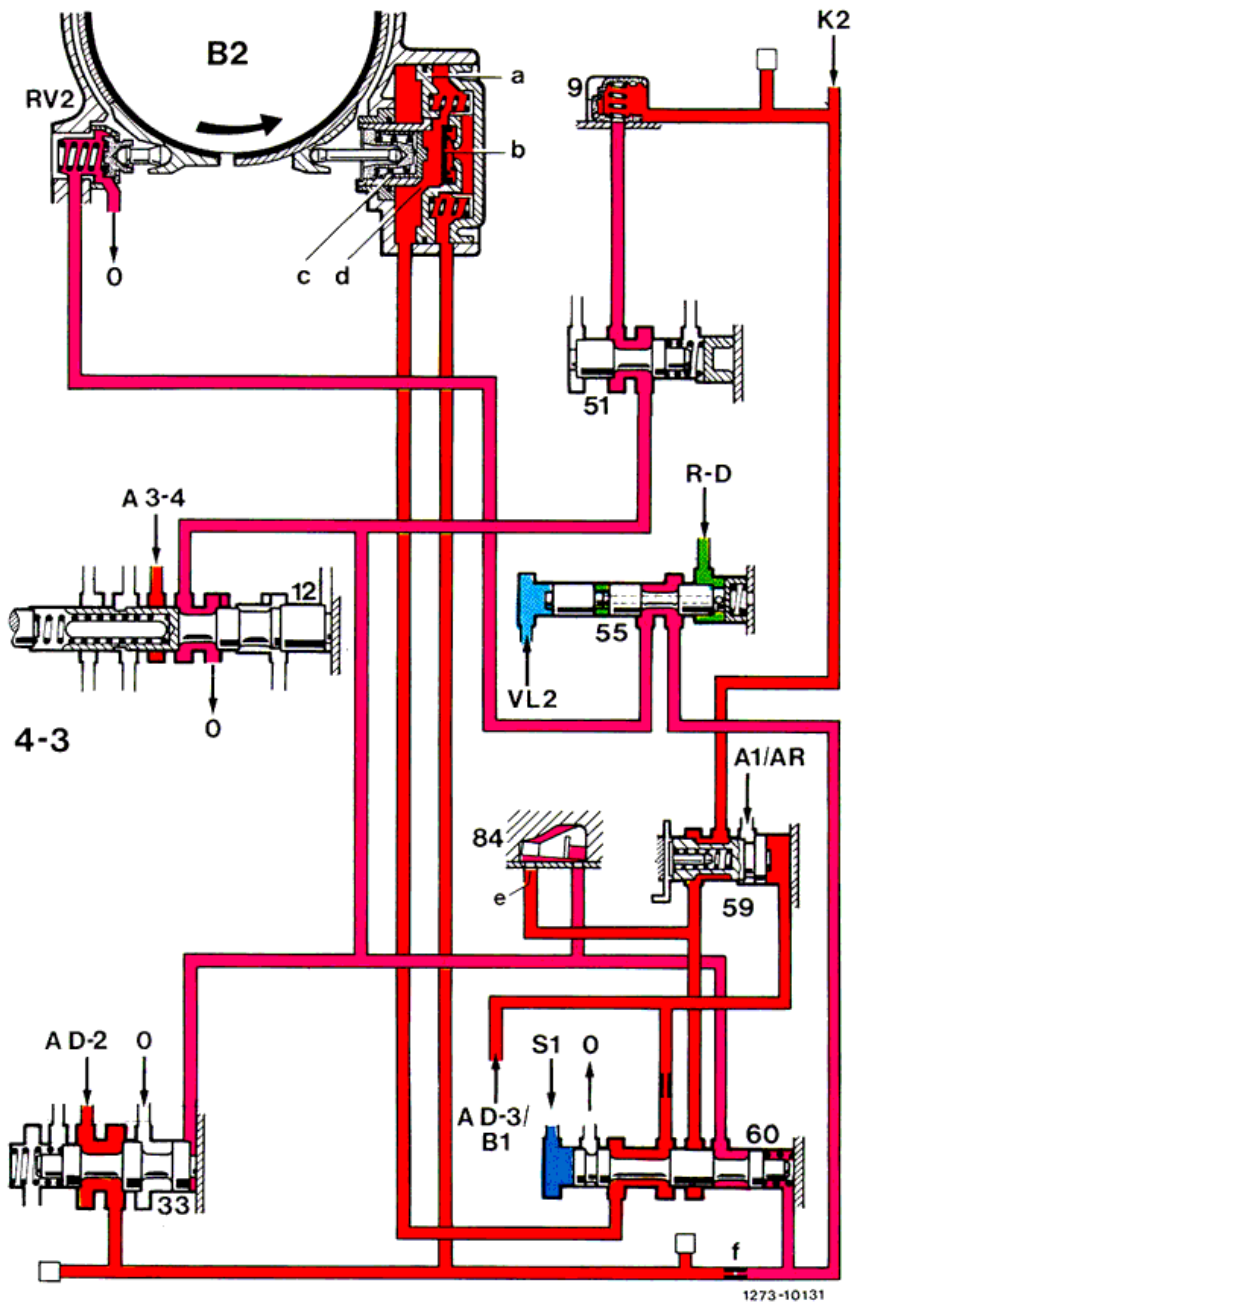 K2
B2
a
9
RV2
b
0
c d
51
R-D
A 3-4
12
55
VL2
0
4-3
A1/AR
84
e
59
A D-2 0
S1 0
A D-3/
B1
60
33
f
1273-10131